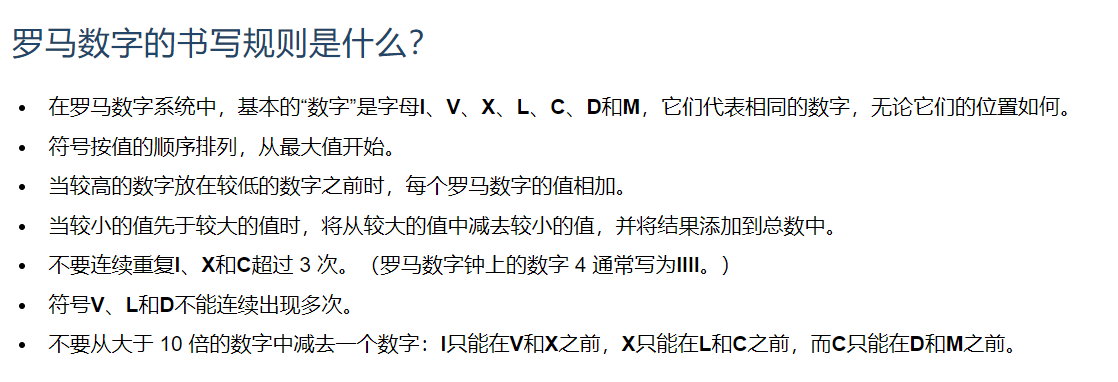 罗马数字的书写规则是什么？
• 在罗马数字系统中，基本的“数字”是字母I、V、X、L、C、D和M，它们代表相同的数字，无论它们的位置如何。
• 符号按值的顺序排列，从最大值开始。
• 当较高的数字放在较低的数字之前时，每个罗马数字的值相加。
• 当较小的值先于较大的值时，将从较大的值中减去较小的值，并将结果添加到总数中。
• 不要连续重复I、X和C超过 3 次。（罗马数字钟上的数字 4 通常写为IIII。）
• 符号V、L和D不能连续出现多次。
• 不要从大于 10 倍的数字中减去一个数字：I只能在V和X之前，X只能在L和C之前，而C只能在D和M之前。